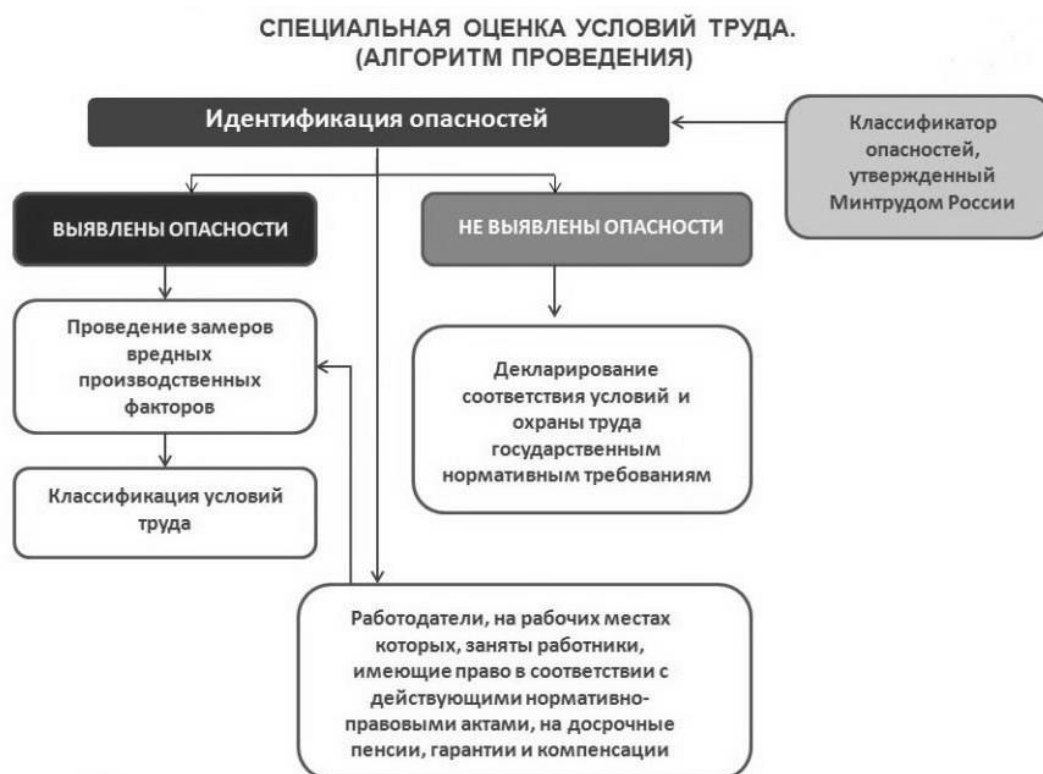 СПЕЦИАЛЬНАЯ ОЦЕНКА УСЛОВИЙ ТРУДА.
(АЛГОРИТМ ПРОВЕДЕНИЯ)
Идентификация опасностей
Классификатор
опасностей,
утвержденный
Минтрудом России
ВЫЯВЛЕНЫ ОПАСНОСТИ
НЕ ВЫЯВЛЕНЫ ОПАСНОСТИ
Проведение замеров
вредных
производственных
факторов
Декларирование
соответствия условий и
охраны труда
государственным
нормативным требованиям
Классификация условий
труда
Работодатели, на рабочих местах
которых, заняты работники,
имеющие право в соответствии с
действующими нормативно-
правовыми актами, на досрочные
пенсии, гарантии и компенсации